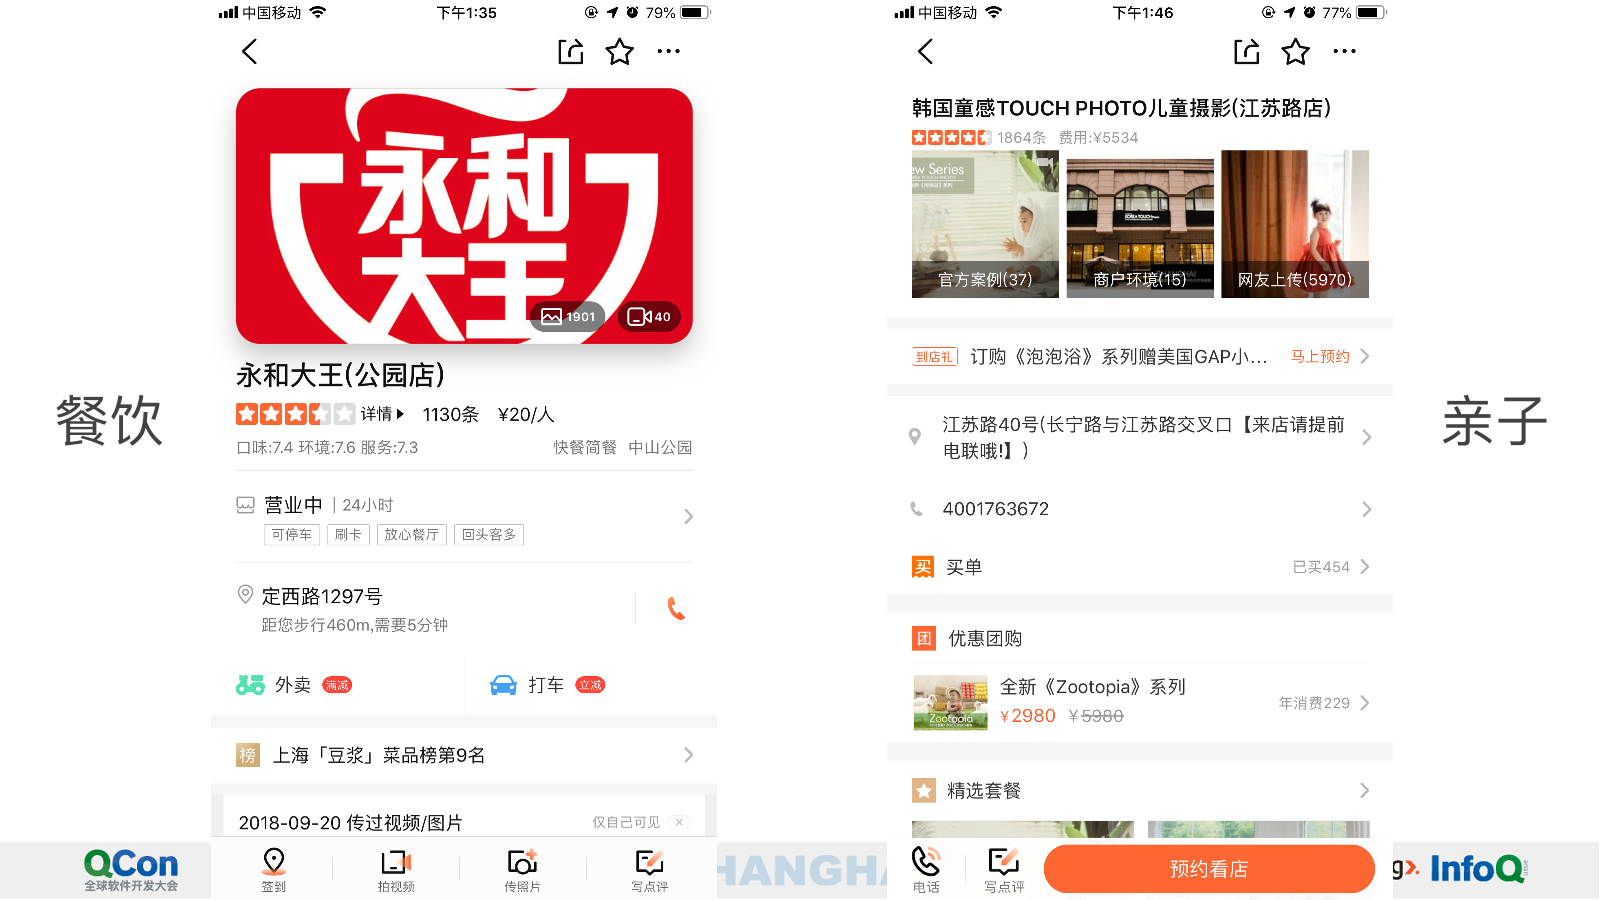 中国移动
下午1:35
79%
永和
大王
1901
40
永和大王(公园店)
详情 1130条 ¥20/人
口味:7.4 环境:7.6 服务:7.3
快餐简餐 中山公园
营业中 | 24小时
可停车 刷卡 放心餐厅 回头客多
定西路1297号
距您步行460m,需要5分钟
外卖 满减
打车 立减
榜 上海「豆浆」菜品榜第9名
2018-09-20 传过视频/图片
仅自己可见
签到
拍视频
传照片
写点评
餐饮
中国移动
下午1:46
77%
韩国童感TOUCH PHOTO儿童摄影(江苏路店)
1864条 费用:¥5534
ew Series
官方案例(37)
商户环境(15)
网友上传(5970)
到店礼 订购《泡泡浴》系列赠美国GAP小... 马上预约
江苏路40号(长宁路与江苏路交叉口【来店请提前
电联哦!】)
4001763672
买 买单 已买454
团 优惠团购
Zootopia
全新《Zootopia》系列
¥2980 ¥5980
年消费229
精选套餐
电话
写点评
预约看店
亲子
QCon
全球软件开发大会
HANGHA
g
InfoQ